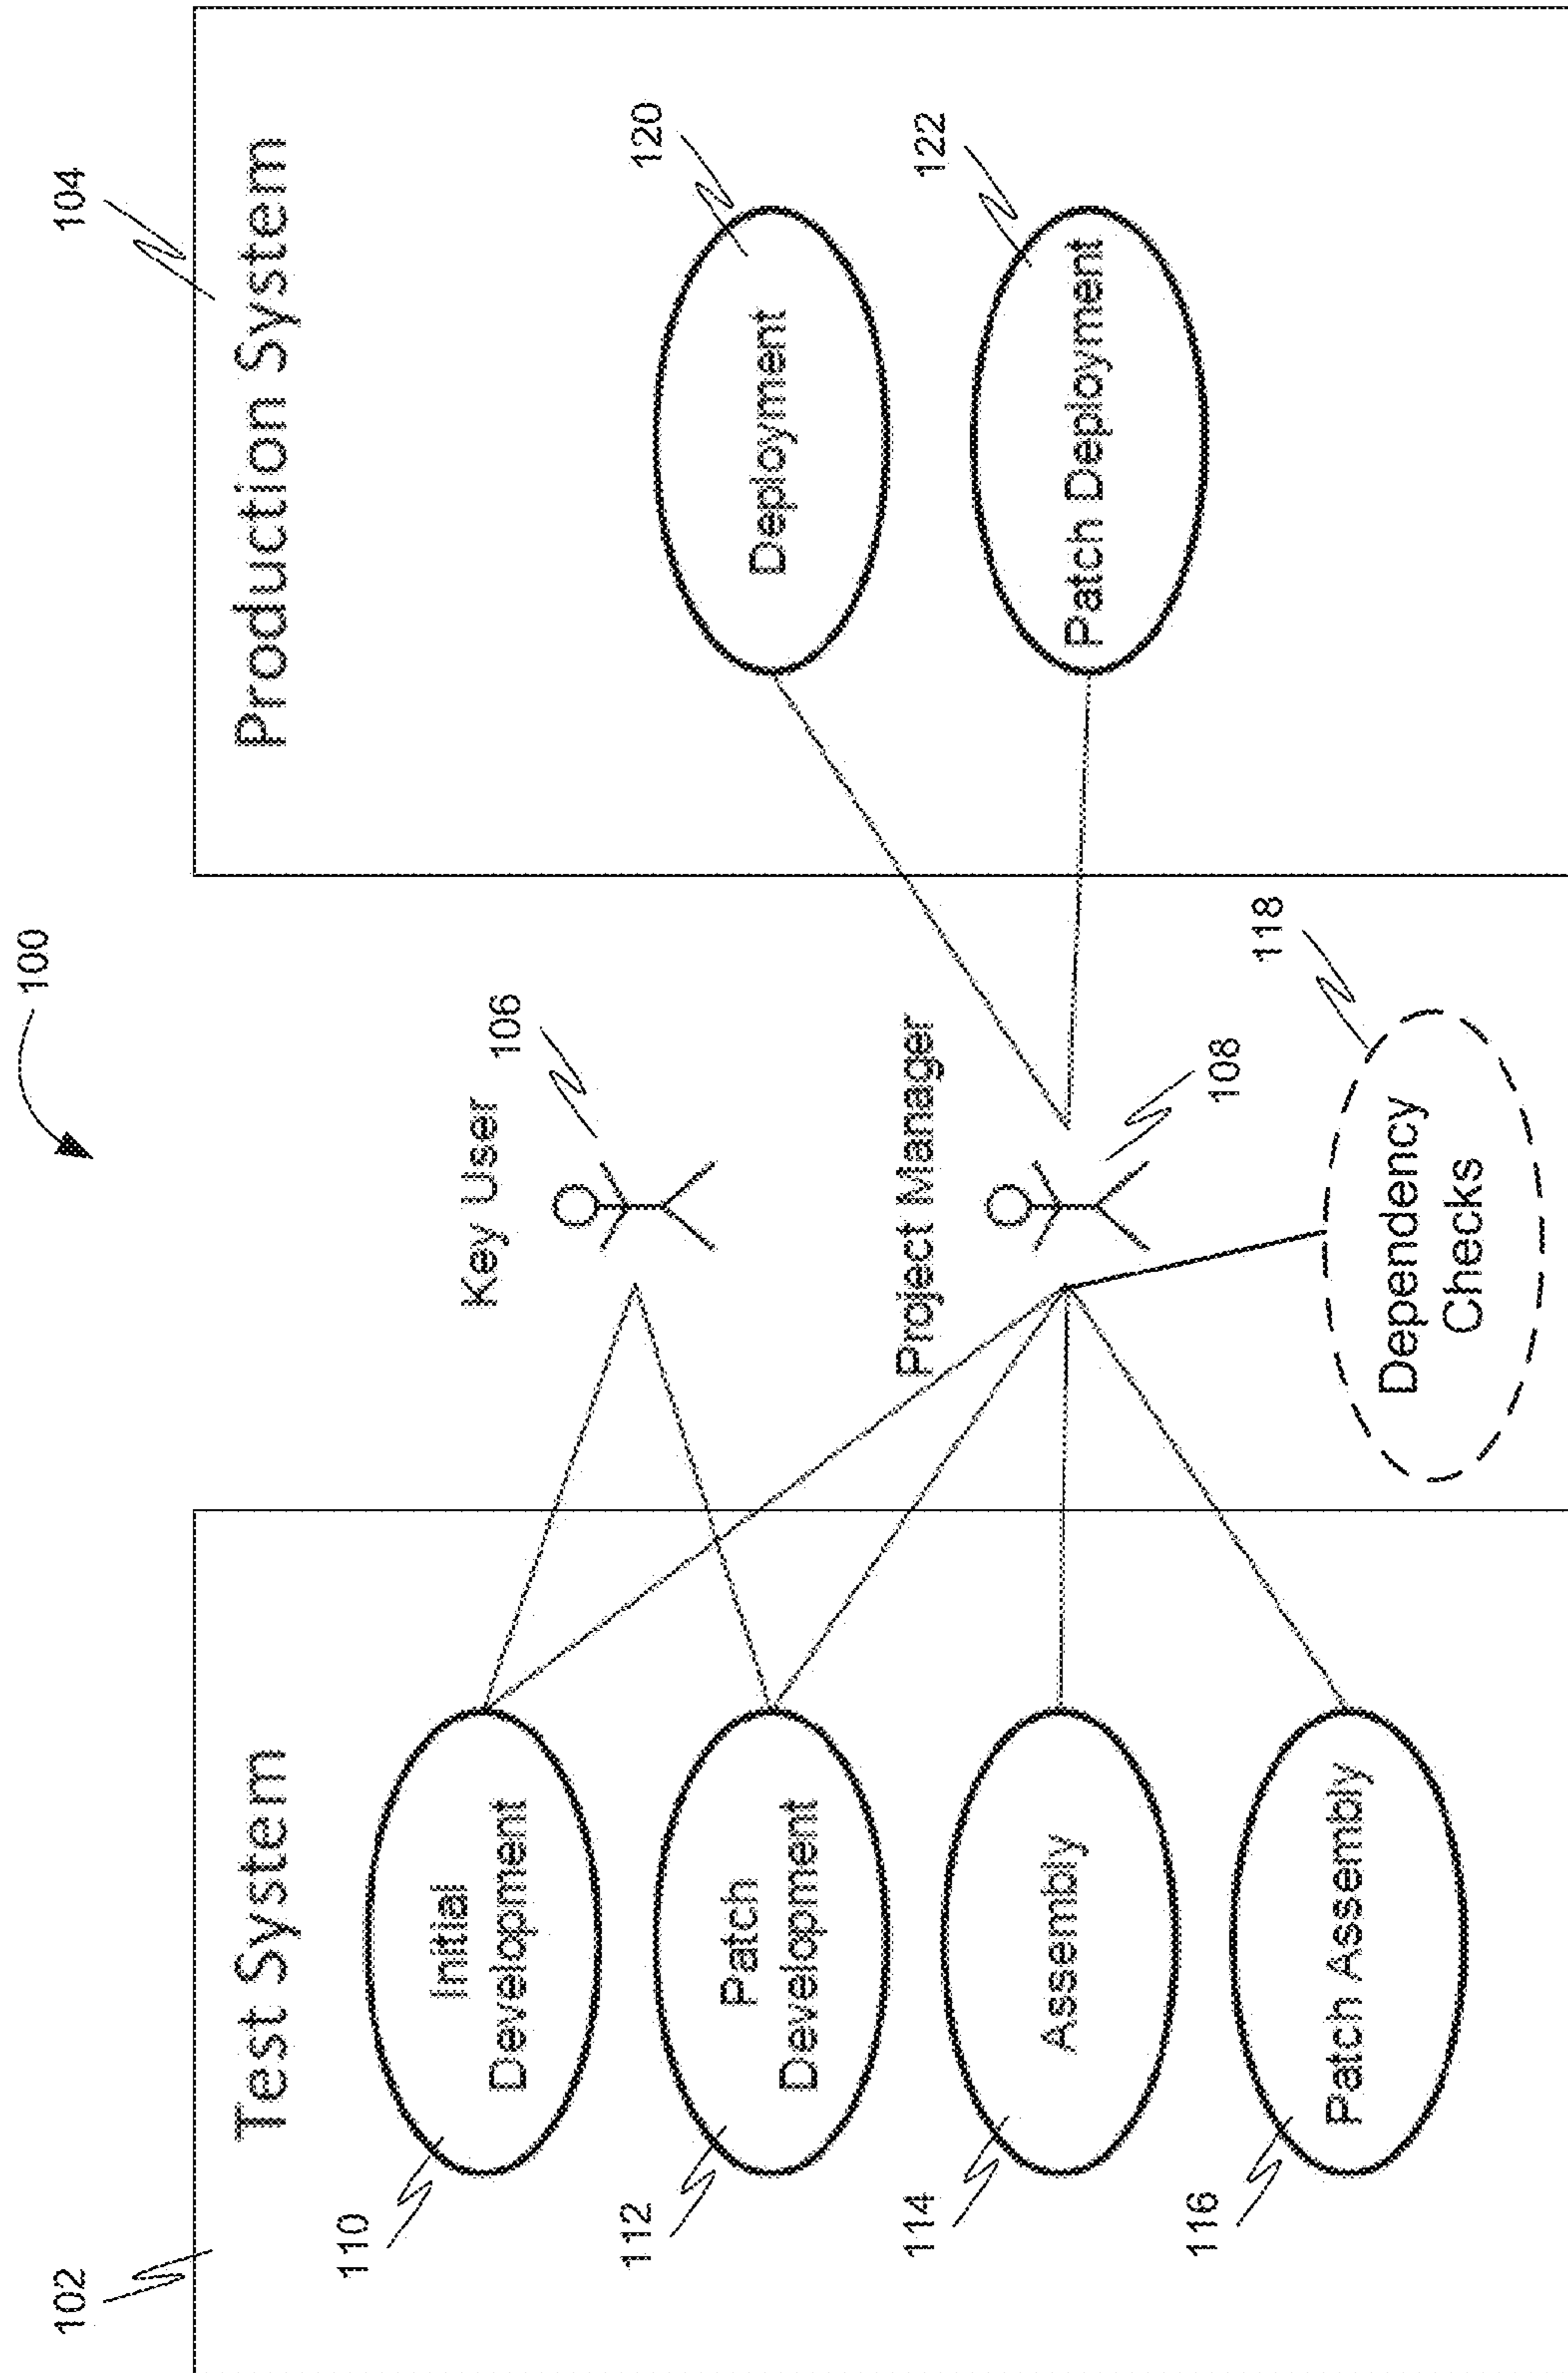 100
102
Test System
104
Production System
110
Initial
Development
Key User
106
112
Patch
Development
120
Deployment
114
Assembly
Project Manager
108
122
Patch Deployment
116
Patch Assembly
118
Dependency
Checks